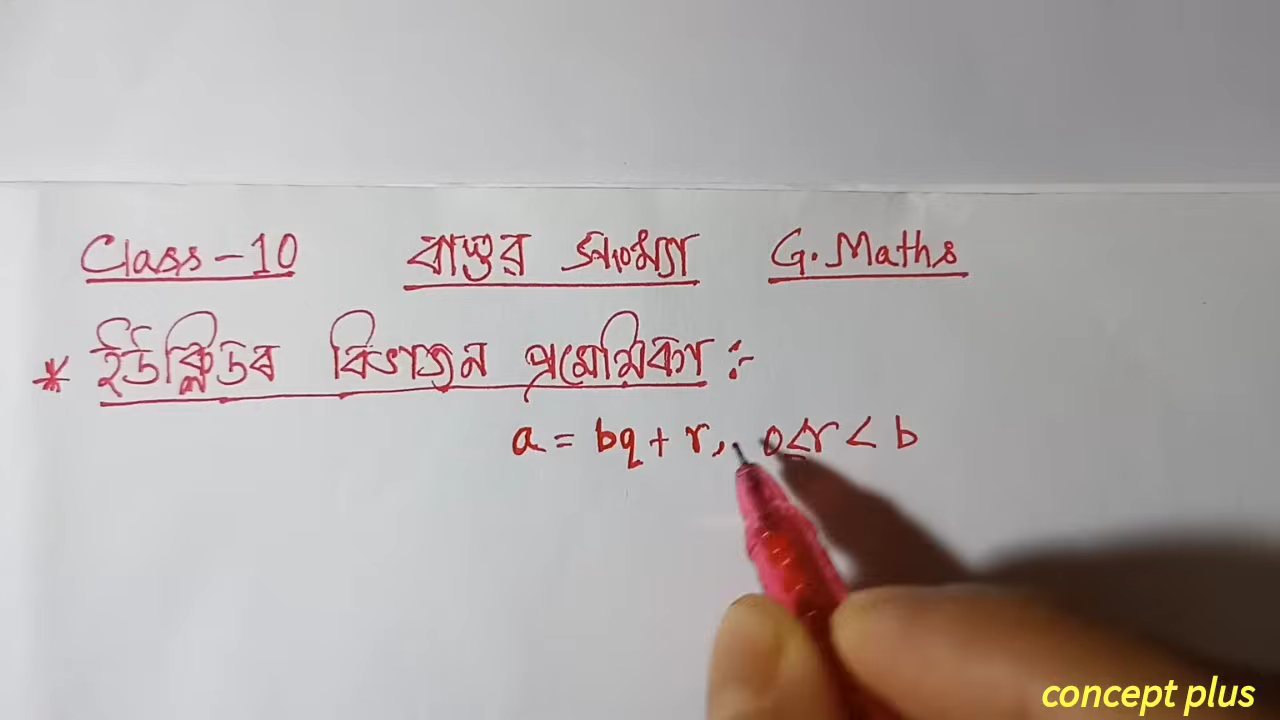 Class-10 বাস্তৱ সংখ্যা G. Maths
* ইউক্লিডৰ বিভাজন প্ৰমেয়িকা :-
a = bq + r, 0 ≤ r < b
concept plus